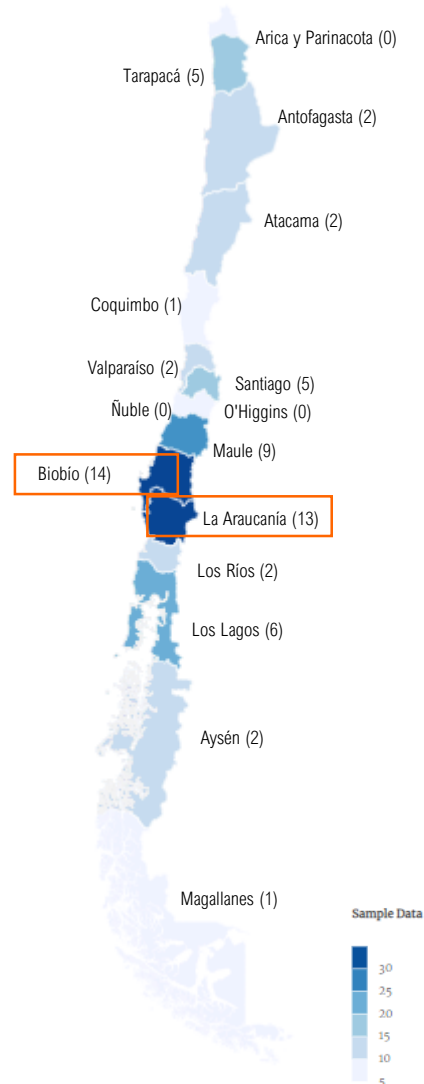 Arica y Parinacota (0)
Tarapacá (5)
Antofagasta (2)
Atacama (2)
Coquimbo (1)
Valparaíso (2)
Santiago (5)
Ñuble (0)
O'Higgins (0)
Maule (9)
Biobío (14)
La Araucanía (13)
Los Ríos (2)
Los Lagos (6)
Aysén (2)
Magallanes (1)
Sample Data
30
25
20
15
10
5